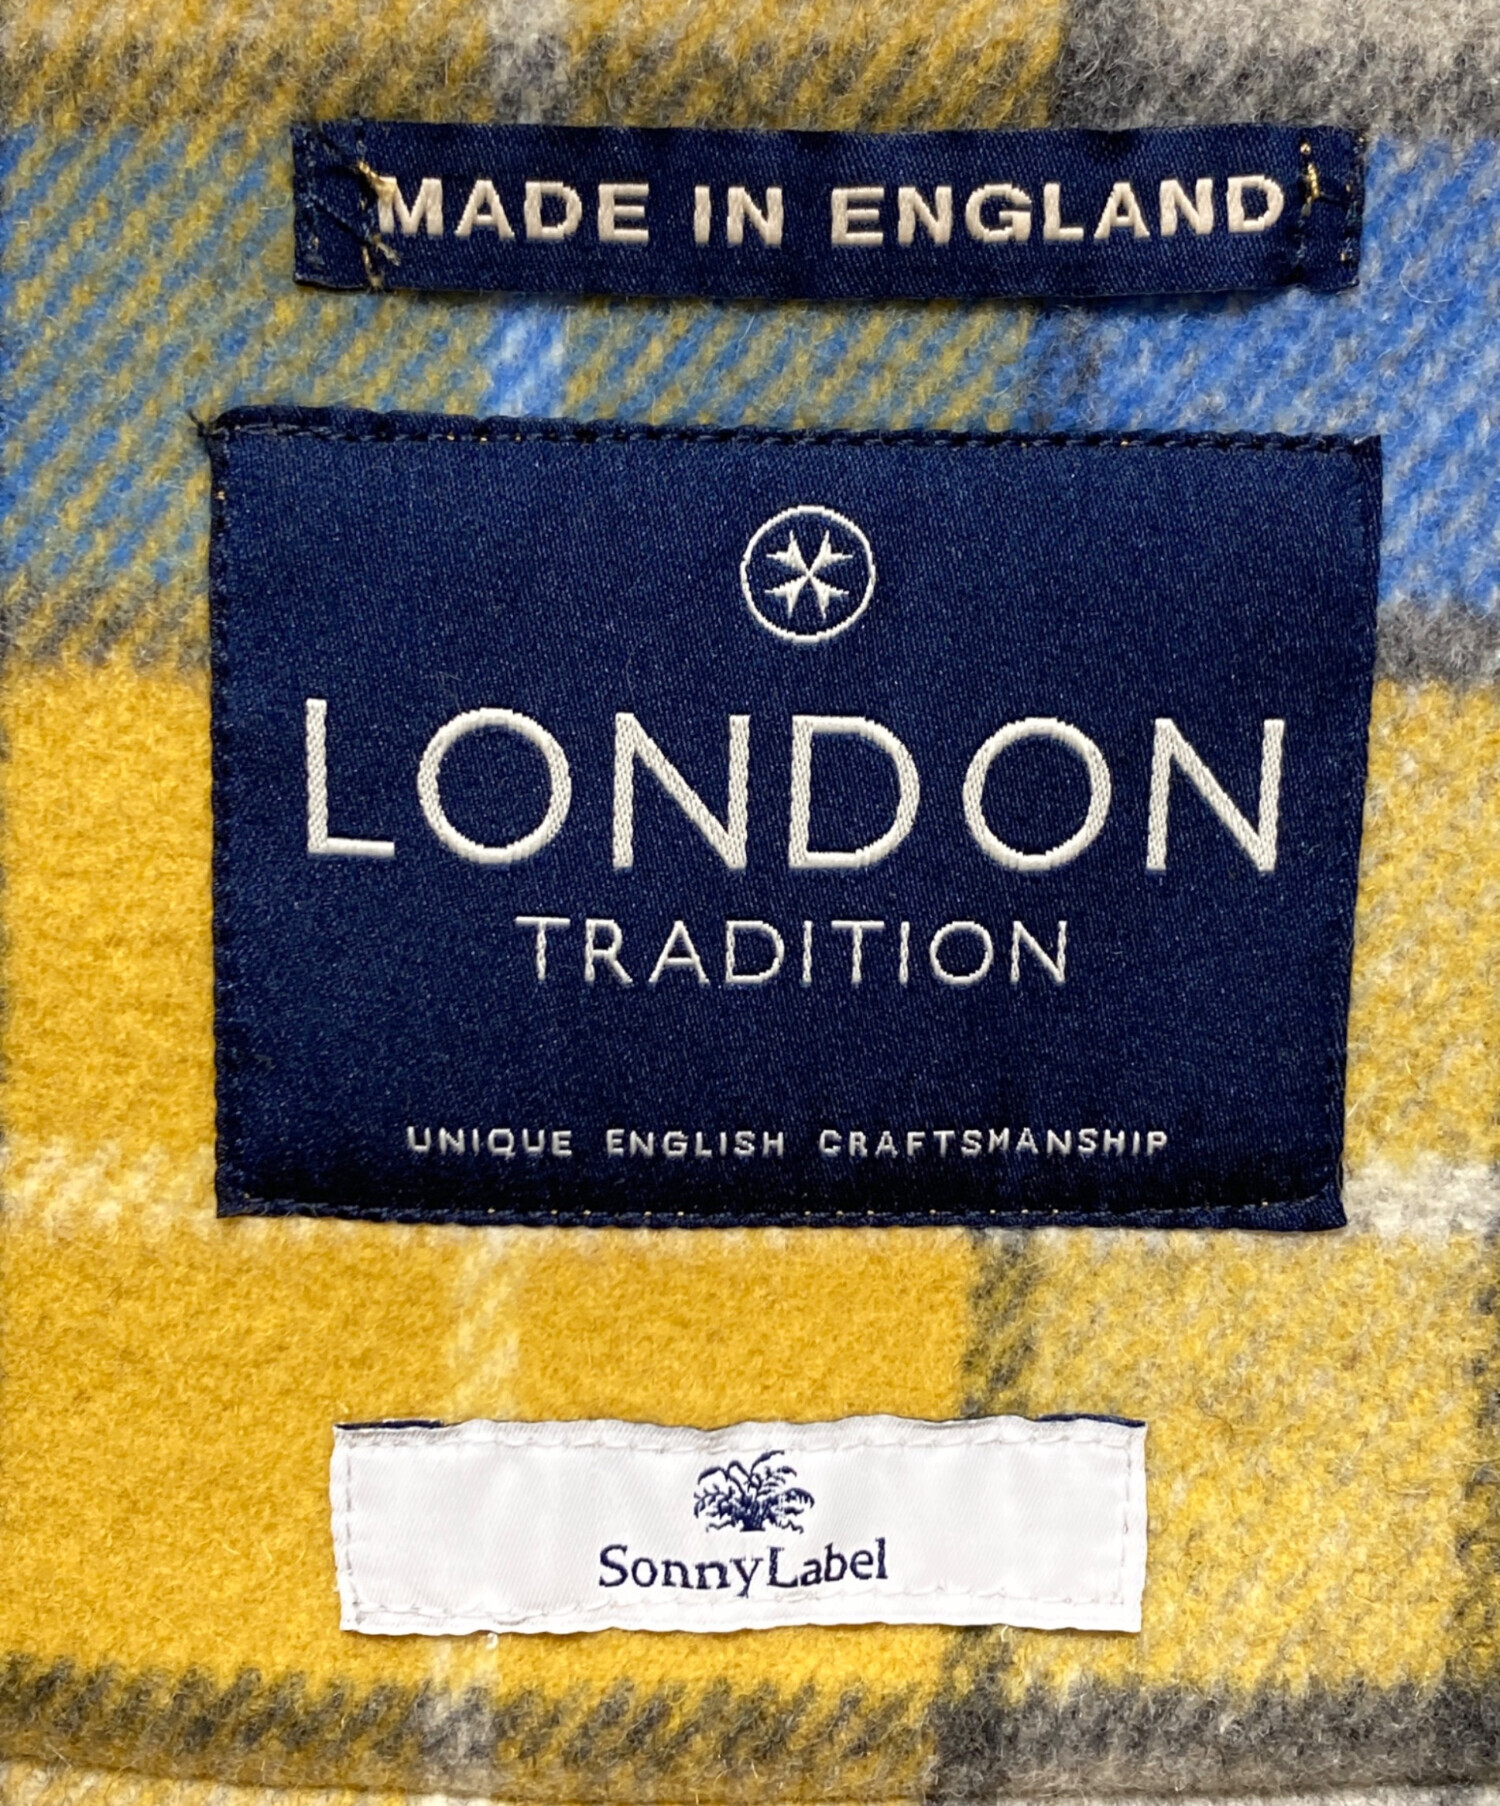 MADE IN ENGLAND
LONDON
TRADITION
UNIQUE ENGLISH CRAFTSMANSHIP
SonnyLabel